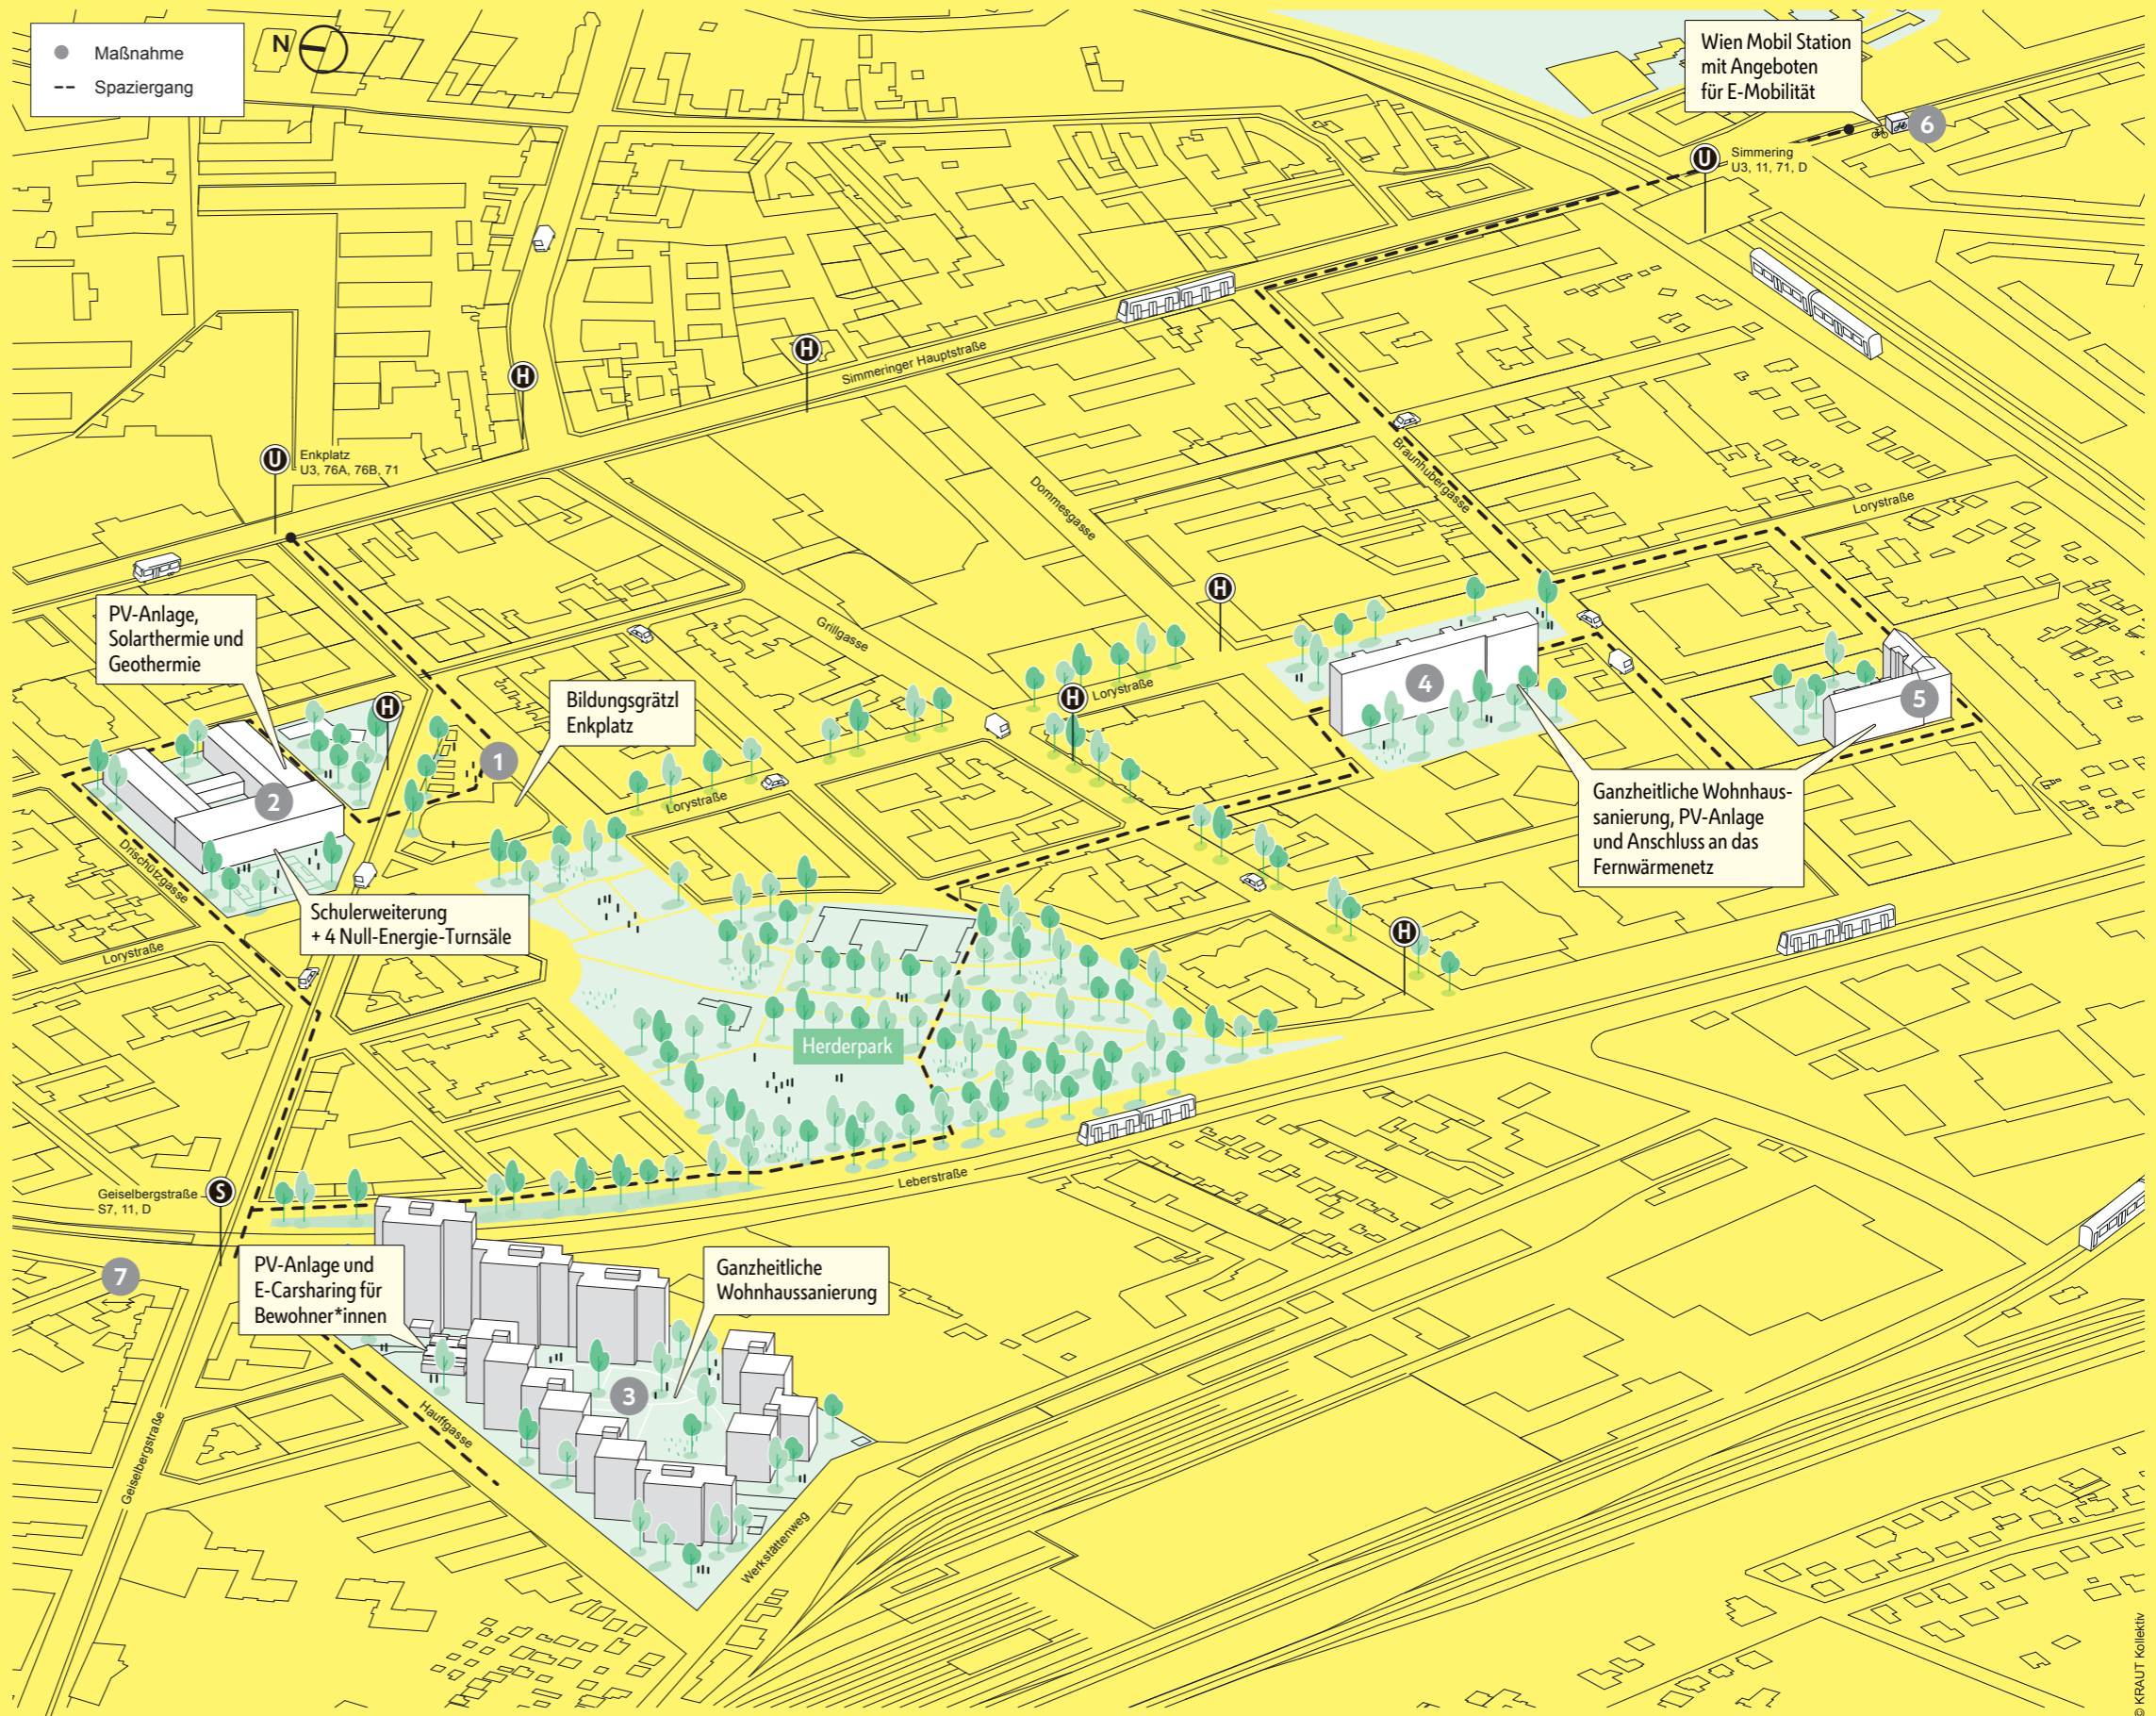 Maßnahme
Spaziergang
N
Wien Mobil Station
mit Angeboten
für E-Mobilität
6
U
Simmering
U3, 11, 71, D
H
Simmeringer Hauptstraße
H
U
Enkplatz
U3, 76A, 76B, 71
Braunhubergasse
Dommesgasse
Lorystraße
H
PV-Anlage,
Solarthermie und
Geothermie
Grillgasse
H
Bildungsgrätzl
Enkplatz
H
Lorystraße
4
5
1
2
Lorystraße
Ganzheitliche Wohnhaus-
sanierung, PV-Anlage
und Anschluss an das
Fernwärmenetz
Drischützgasse
Schulerweiterung
+ 4 Null-Energie-Turnsäle
Lorystraße
H
Herderpark
Leberstraße
Geiselbergstraße
S7, 11, D
S
7
PV-Anlage und
E-Carsharing für
Bewohner*innen
Ganzheitliche
Wohnhaussanierung
3
Hauffgasse
Geiselbergstraße
Werkstättenweg
© KRAUT Kollektiv